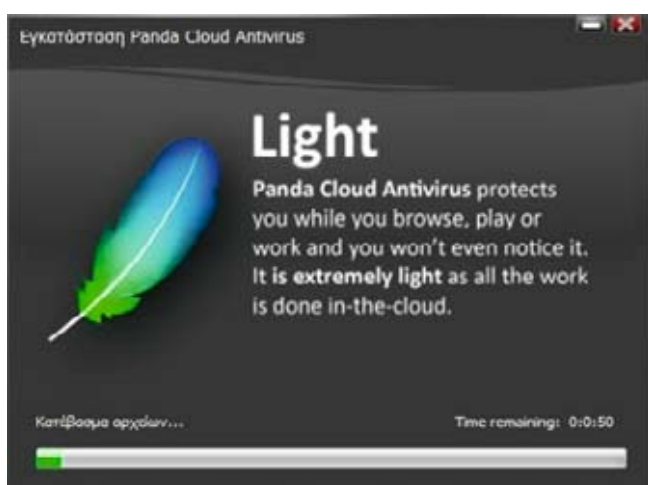 Εγκατάσταση Panda Cloud Antivirus
Light
Panda Cloud Antivirus protects
you while you browse, play or
work and you won't even notice it.
It is extremely light as all the work
is done in-the-cloud.
Κατέβασμα αρχείων...
Time remaining: 0:0:50